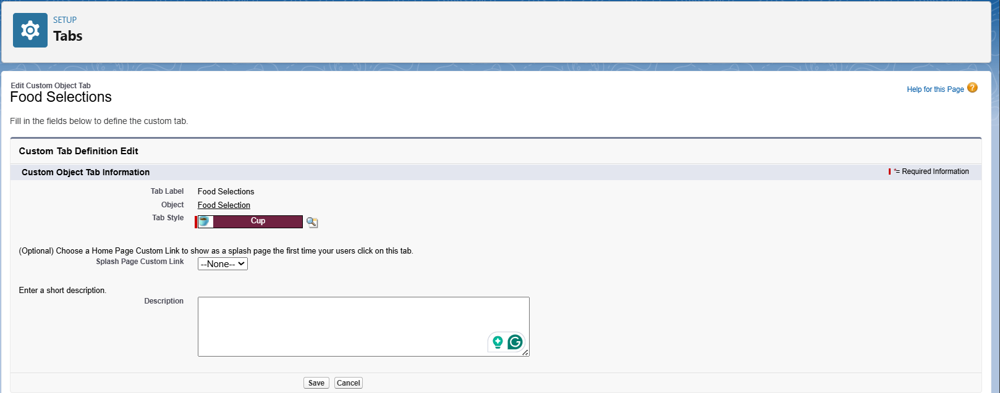 SETUP
Tabs
Edit Custom Object Tab
Food Selections
Help for this Page ?
Fill in the fields below to define the custom tab.
Custom Tab Definition Edit
Custom Object Tab Information
*= Required Information
Tab Label Food Selections
Object Food Selection
Tab Style Cup
(Optional) Choose a Home Page Custom Link to show as a splash page the first time your users click on this tab.
Splash Page Custom Link --None--
Enter a short description.
Description
G
Save Cancel